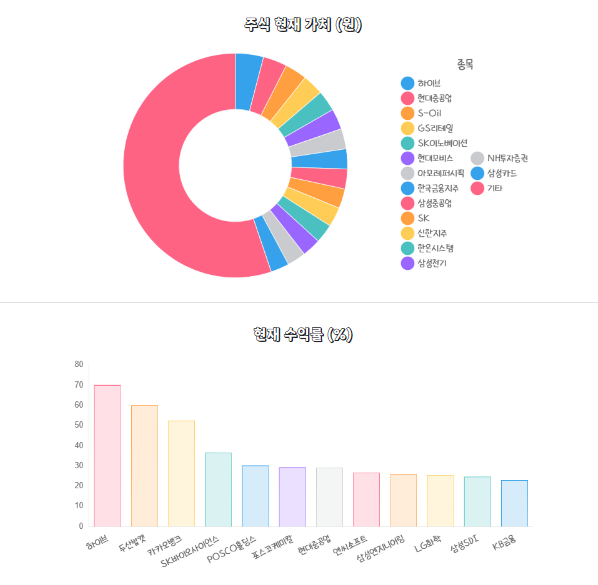 주식 현재 가치 (원)
종목
하이브
현대중공업
S-Oil
GS리테일
SK이노베이션
현대모비스
아모레퍼시픽
한국금융지주
삼성중공업
SK
신한지주
한온시스템
삼성전기
NH투자증권
삼성카드
기타
현재 수익률 (%)
80
70
60
50
40
30
20
10
0
하이브
두산밥캣
카카오뱅크
SK바이오사이언스
POSCO홀딩스
포스코케미칼
현대중공업
엔씨소프트
삼성엔지니어링
LG화학
삼성SDI
KB금융